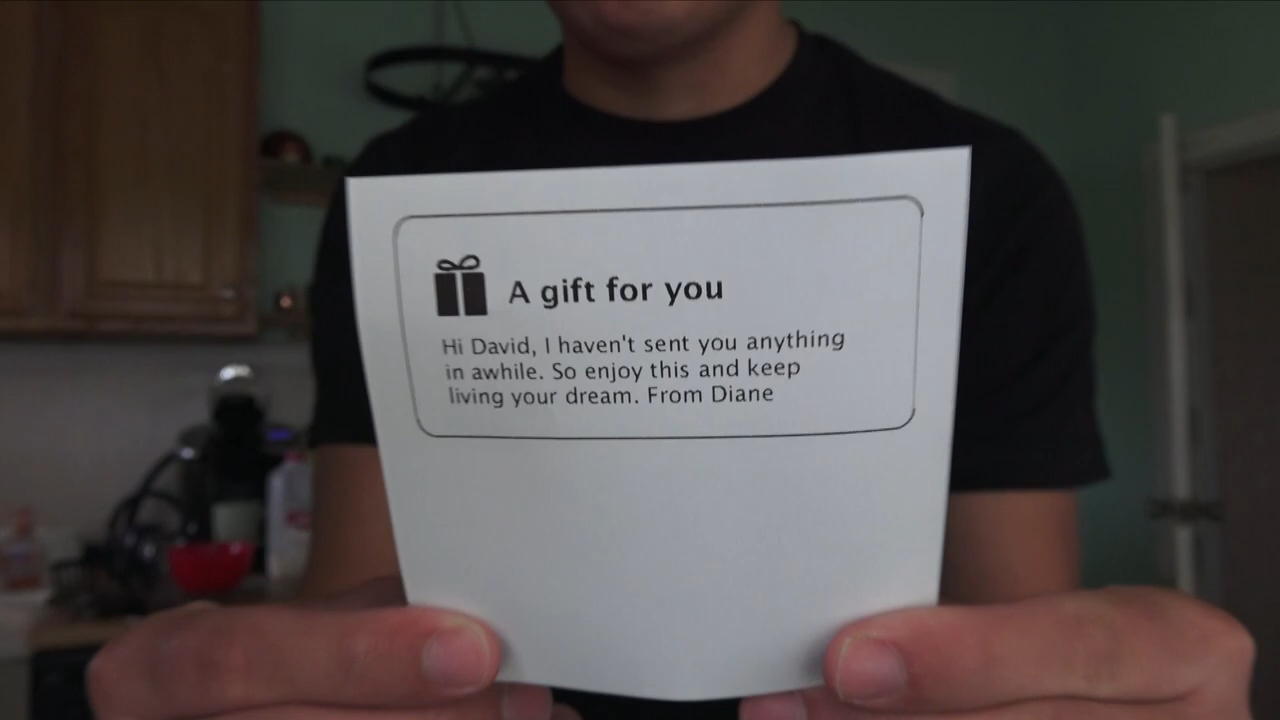 A gift for you
Hi David, I haven't sent you anything
in awhile. So enjoy this and keep
living your dream. From Diane